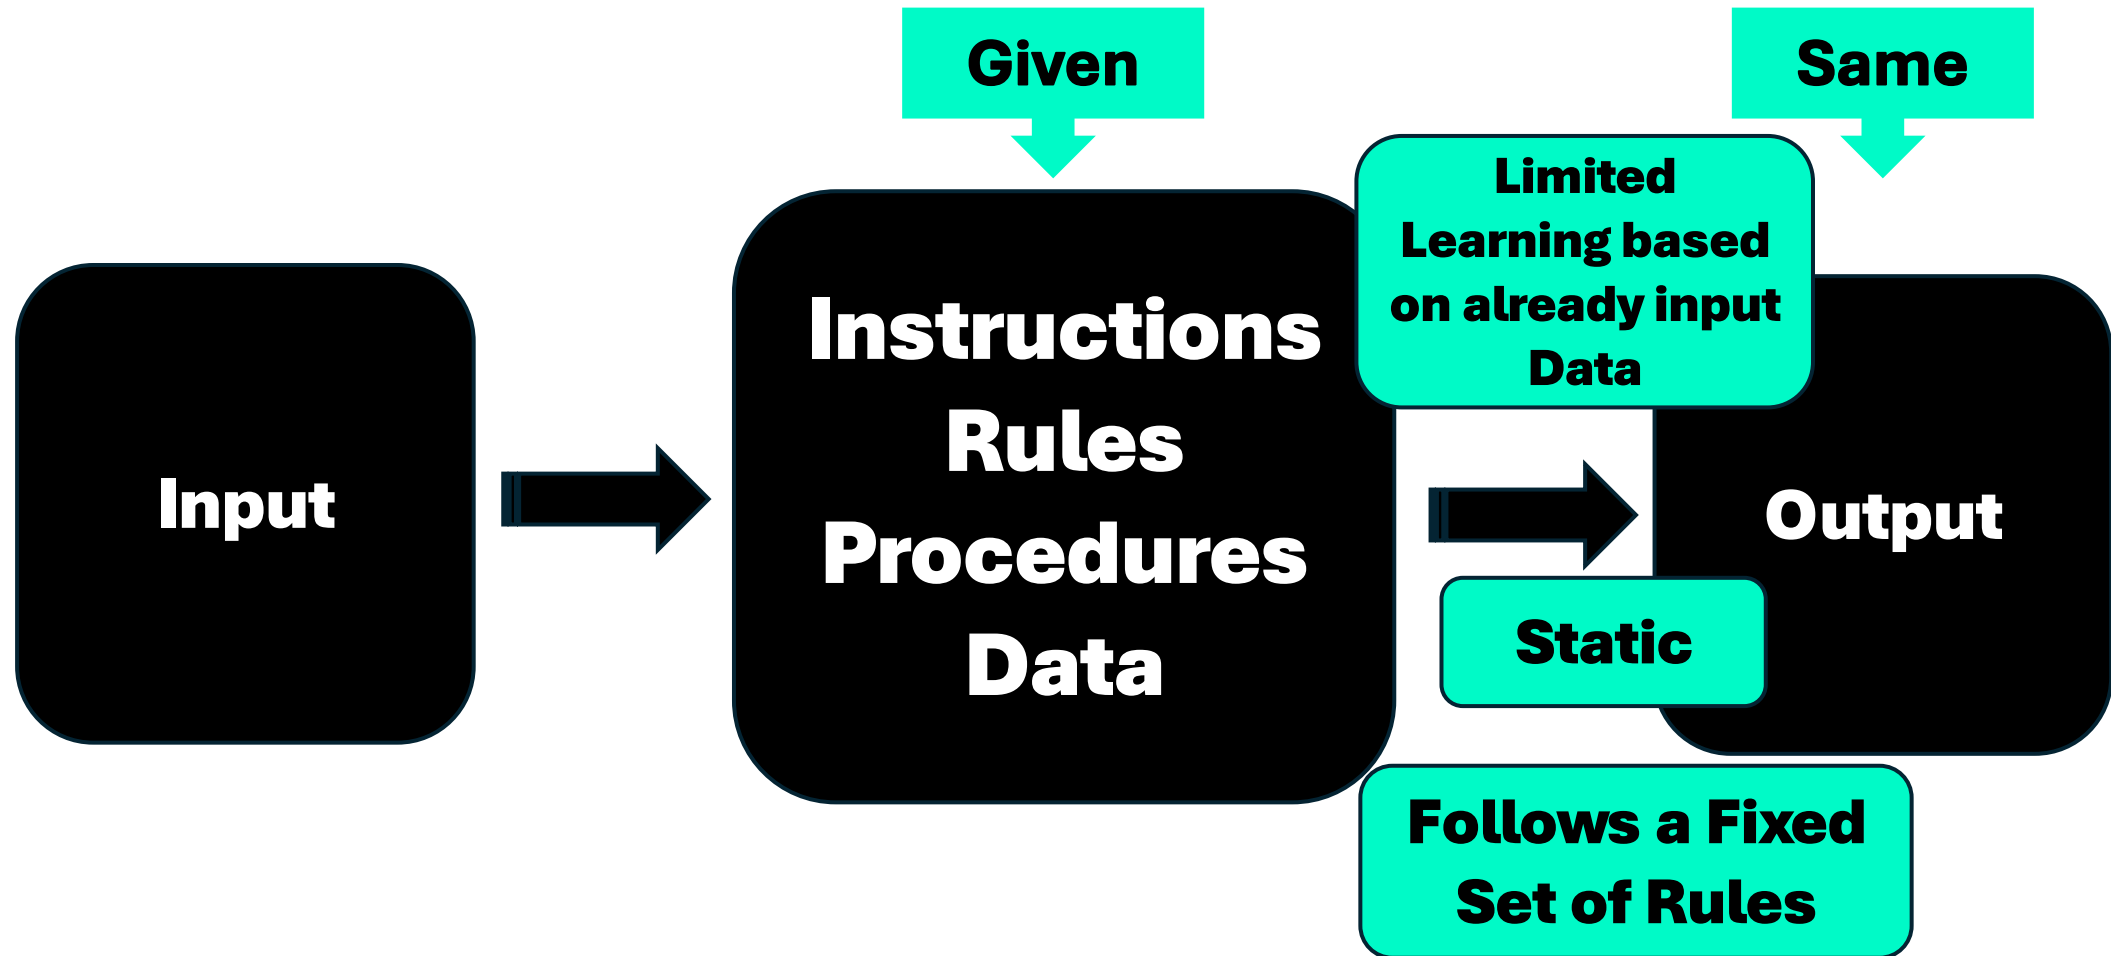 Given
Same
Limited
Learning based
on already input
Data
Input
Instructions
Rules
Procedures
Data
Output
Static
Follows a Fixed
Set of Rules